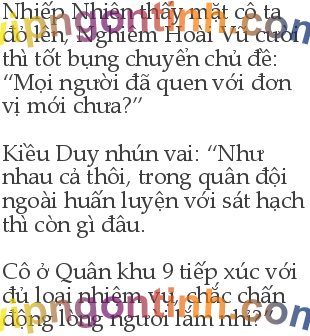 Nhiếp Nhiên thấy mặt cô ta
đỏ lên, Nghiêm Hoài Vũ cười
thì tốt bụng chuyển chủ đề:
“Mọi người đã quen với đơn
vị mới chưa?”
Kiều Duy nhún vai: “Như
nhau cả thôi, trong quân đội
ngoài huấn luyện với sát hạch
thì còn gì đâu.
Cô ở Quân khu 9 tiếp xúc với
đủ loại nhiệm vụ, chắc chắn
động lòng người lắm nhỉ?”